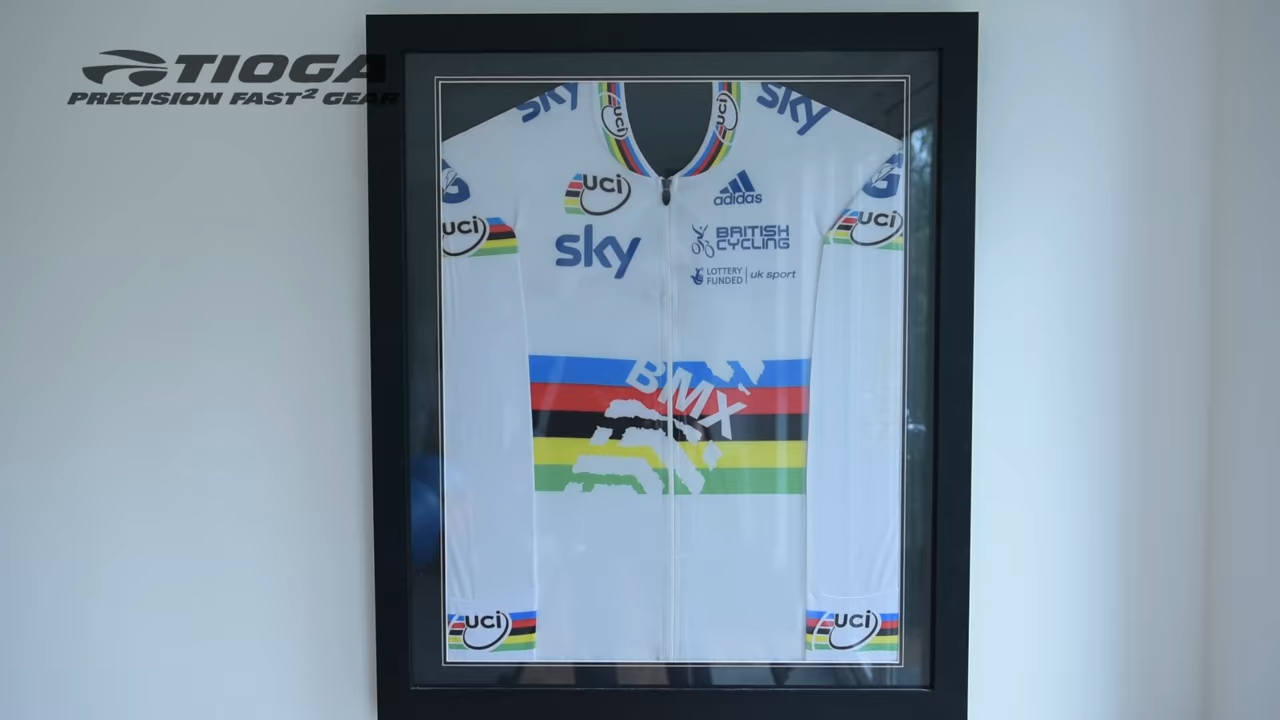 TIOGA
PRECISION FAST² GEAR
sky
sky
uci
uci
uci
adidas
sky
BRITISH
CYCLING
LOTTERY
FUNDED
uk sport
uci
uci
BMX
uci
uci